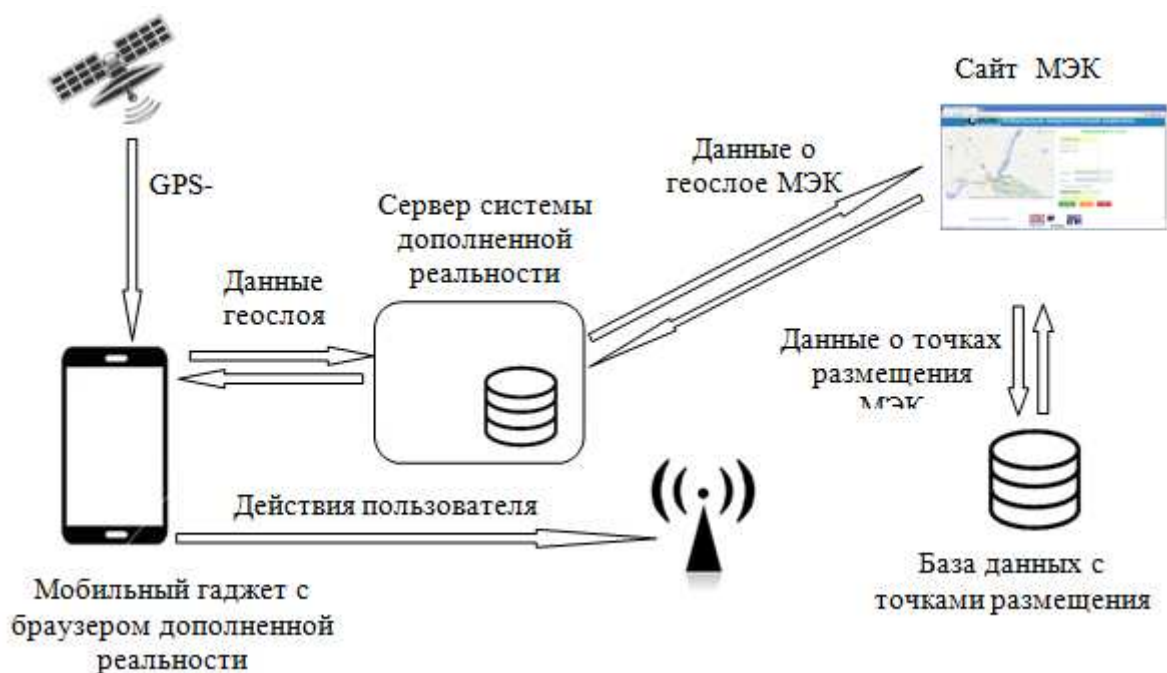 Сайт МЭК
GPS-
Данные о
геослое МЭК
Сервер системы
дополненной
реальности
Данные
геослоя
Данные о точках
размещения
МЭК
Действия пользователя
База данных с
точками размещения
Мобильный гаджет с
браузером дополненной
реальности